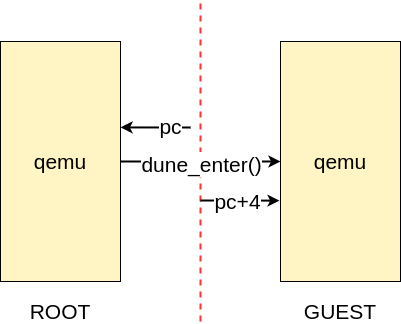 pc
qemu
dune_enter()
qemu
pc+4
ROOT
GUEST